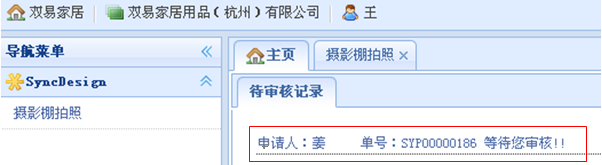 双易家居 双易家居用品（杭州）有限公司 王
导航菜单
主页 摄影棚拍照
SyncDesign
摄影棚拍照
待审核记录
申请人：姜 单号：SYP00000186 等待您审核!!